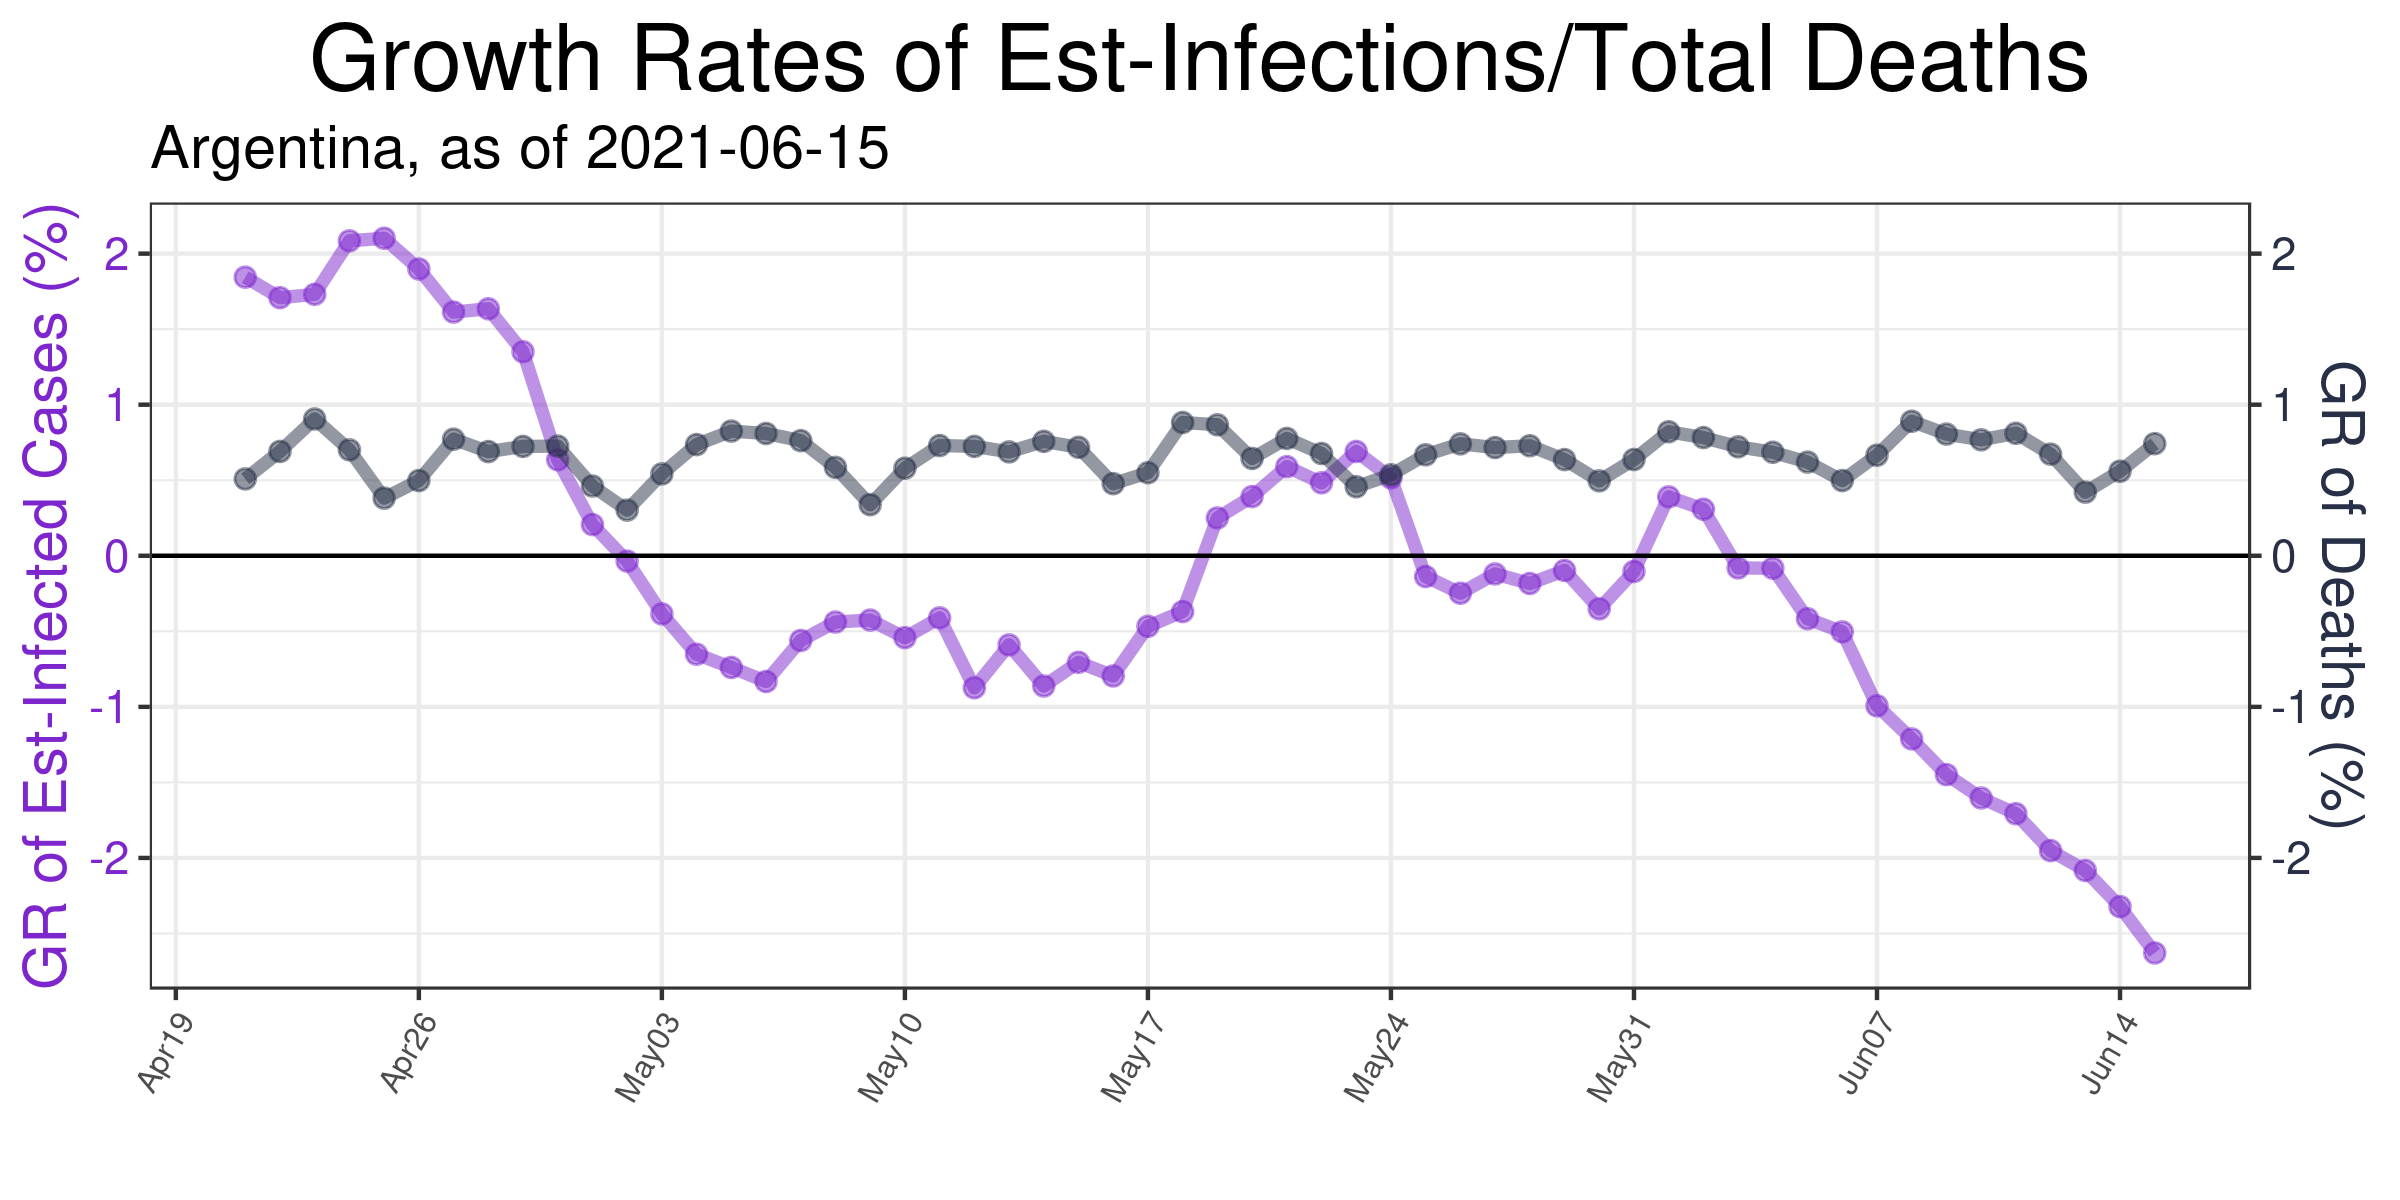 Growth Rates of Est-Infections/Total Deaths
Argentina, as of 2021-06-15
GR of Est-Infected Cases (%)
2
1
0
-1
-2
2
1
0
-1
-2
GR of Deaths (%)
Apr19
Apr26
May03
May10
May17
May24
May31
Jun07
Jun14